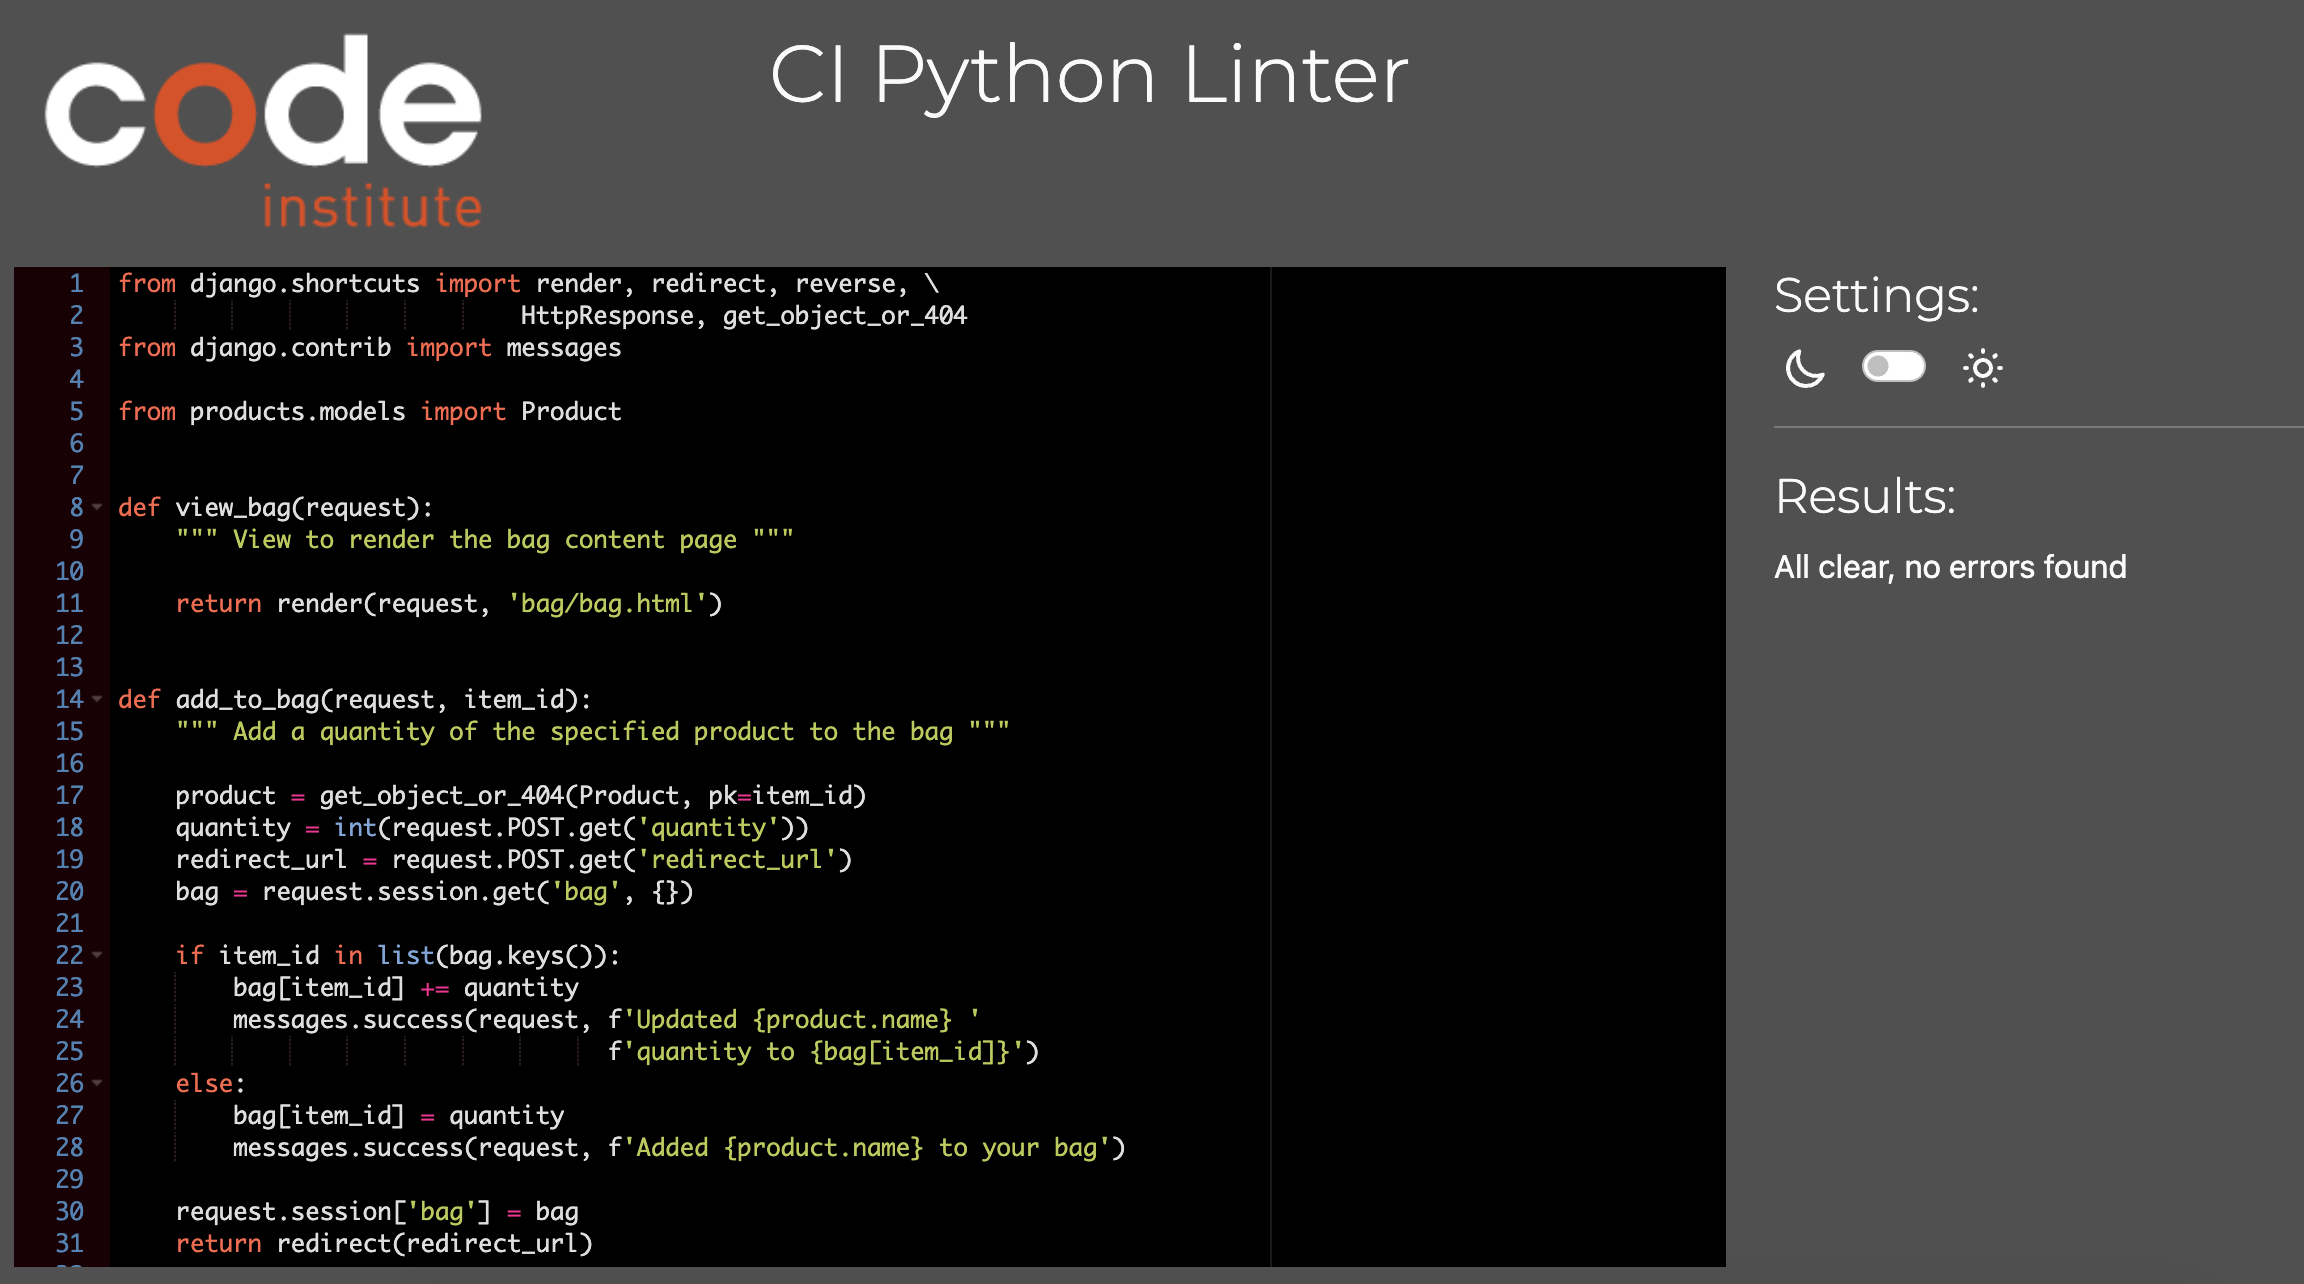 code
institute
CI Python Linter
1 from django.shortcuts import render, redirect, reverse, \
2                             HttpResponse, get_object_or_404
3 from django.contrib import messages
4
5 from products.models import Product
6
7
8 def view_bag(request):
9     """ View to render the bag content page """
10
11     return render(request, 'bag/bag.html')
12
13
14 def add_to_bag(request, item_id):
15     """ Add a quantity of the specified product to the bag """
16
17     product = get_object_or_404(Product, pk=item_id)
18     quantity = int(request.POST.get('quantity'))
19     redirect_url = request.POST.get('redirect_url')
20     bag = request.session.get('bag', {})
21
22     if item_id in list(bag.keys()):
23         bag[item_id] += quantity
24         messages.success(request, f'Updated {product.name} '
25                                   f'quantity to {bag[item_id]}')
26     else:
27         bag[item_id] = quantity
28         messages.success(request, f'Added {product.name} to your bag')
29
30     request.session['bag'] = bag
31     return redirect(redirect_url)
Settings:
Results:
All clear, no errors found